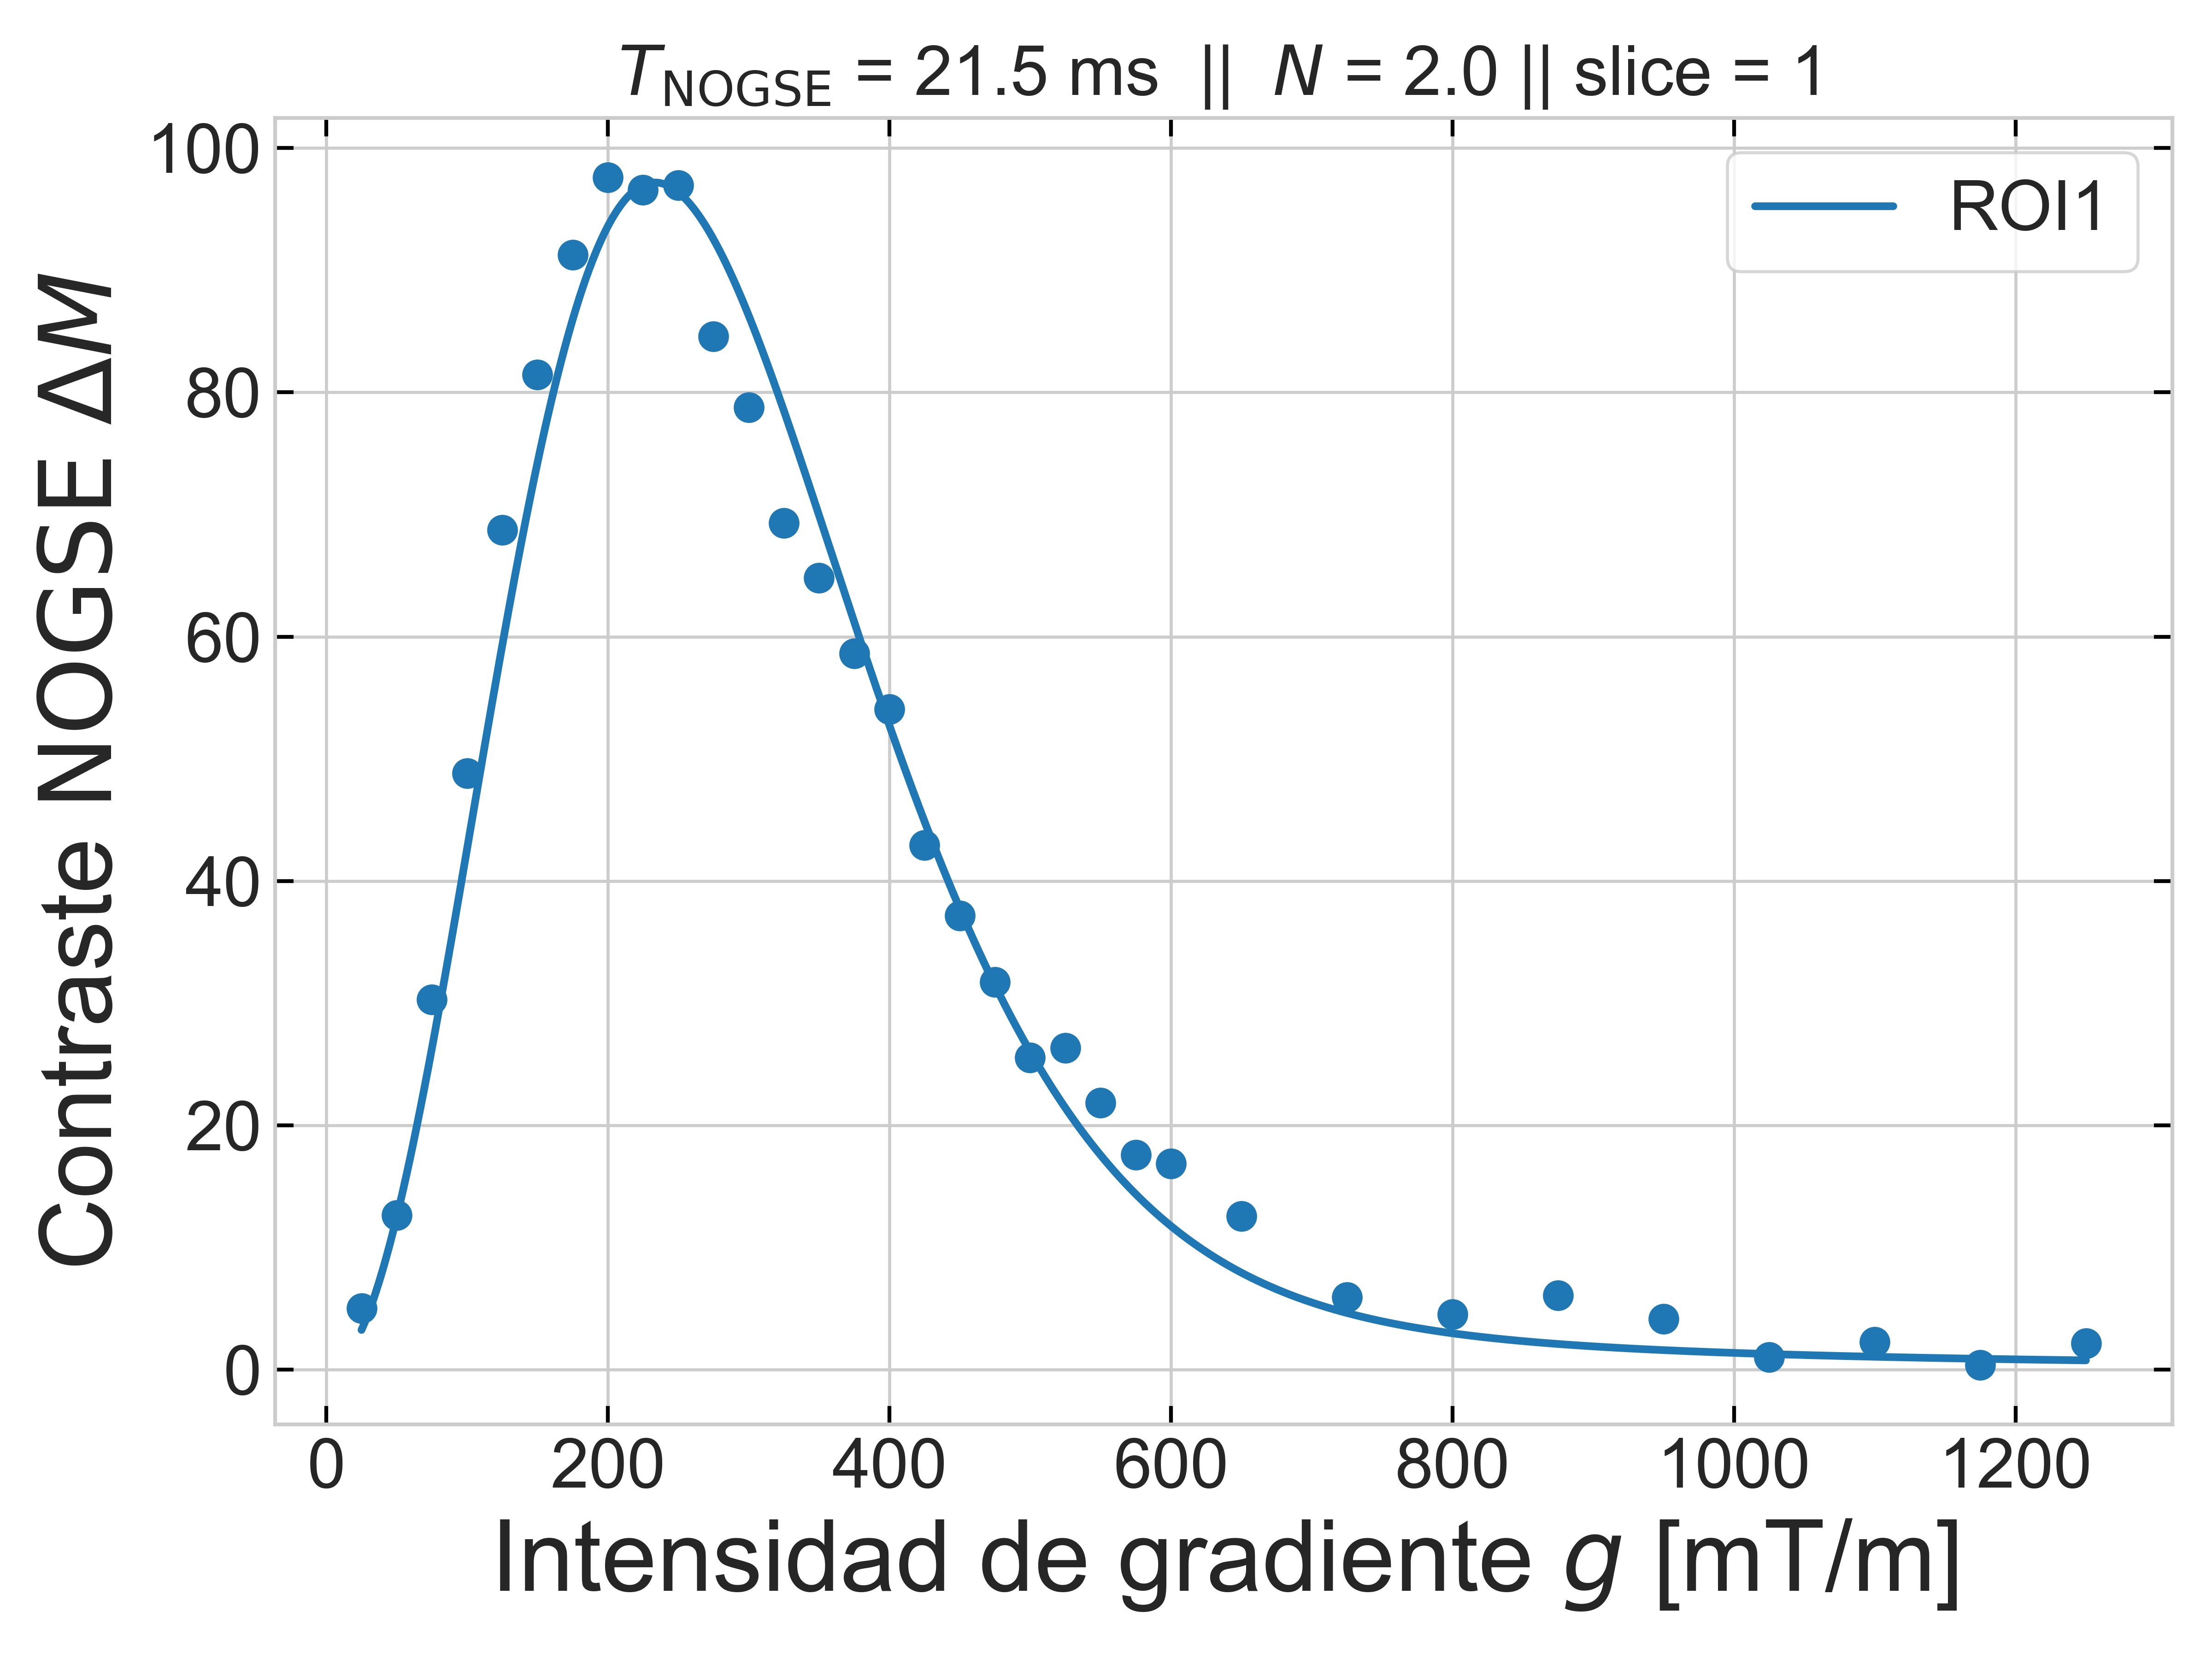 T_NOGSE = 21.5 ms || N = 2.0 || slice = 1
ROI1
Contraste NOGSE ΔM
100
80
60
40
20
0
0 200 400 600 800 1000 1200
Intensidad de gradiente g [mT/m]